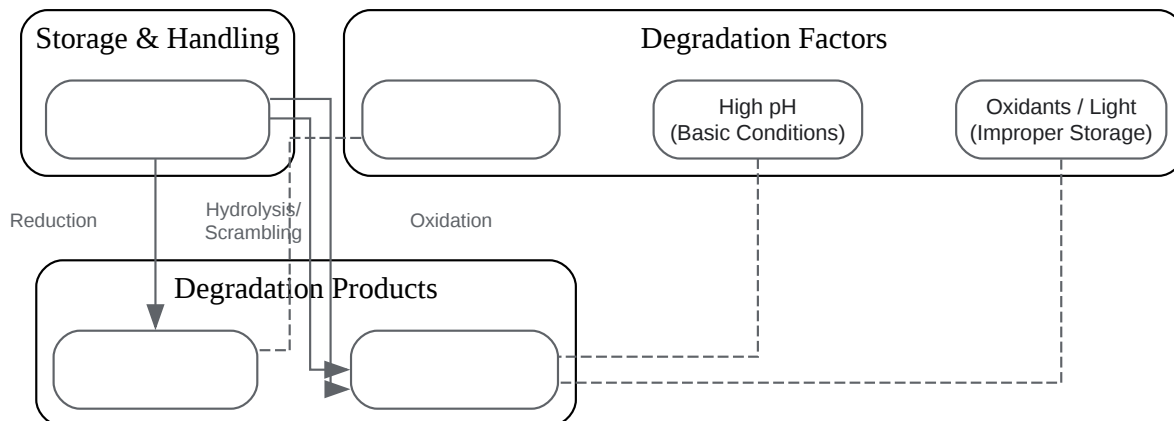 Storage & Handling
Degradation Factors
High pH
(Basic Conditions)
Oxidants / Light
(Improper Storage)
Reduction
Hydrolysis/
Scrambling
Oxidation
Degradation Products